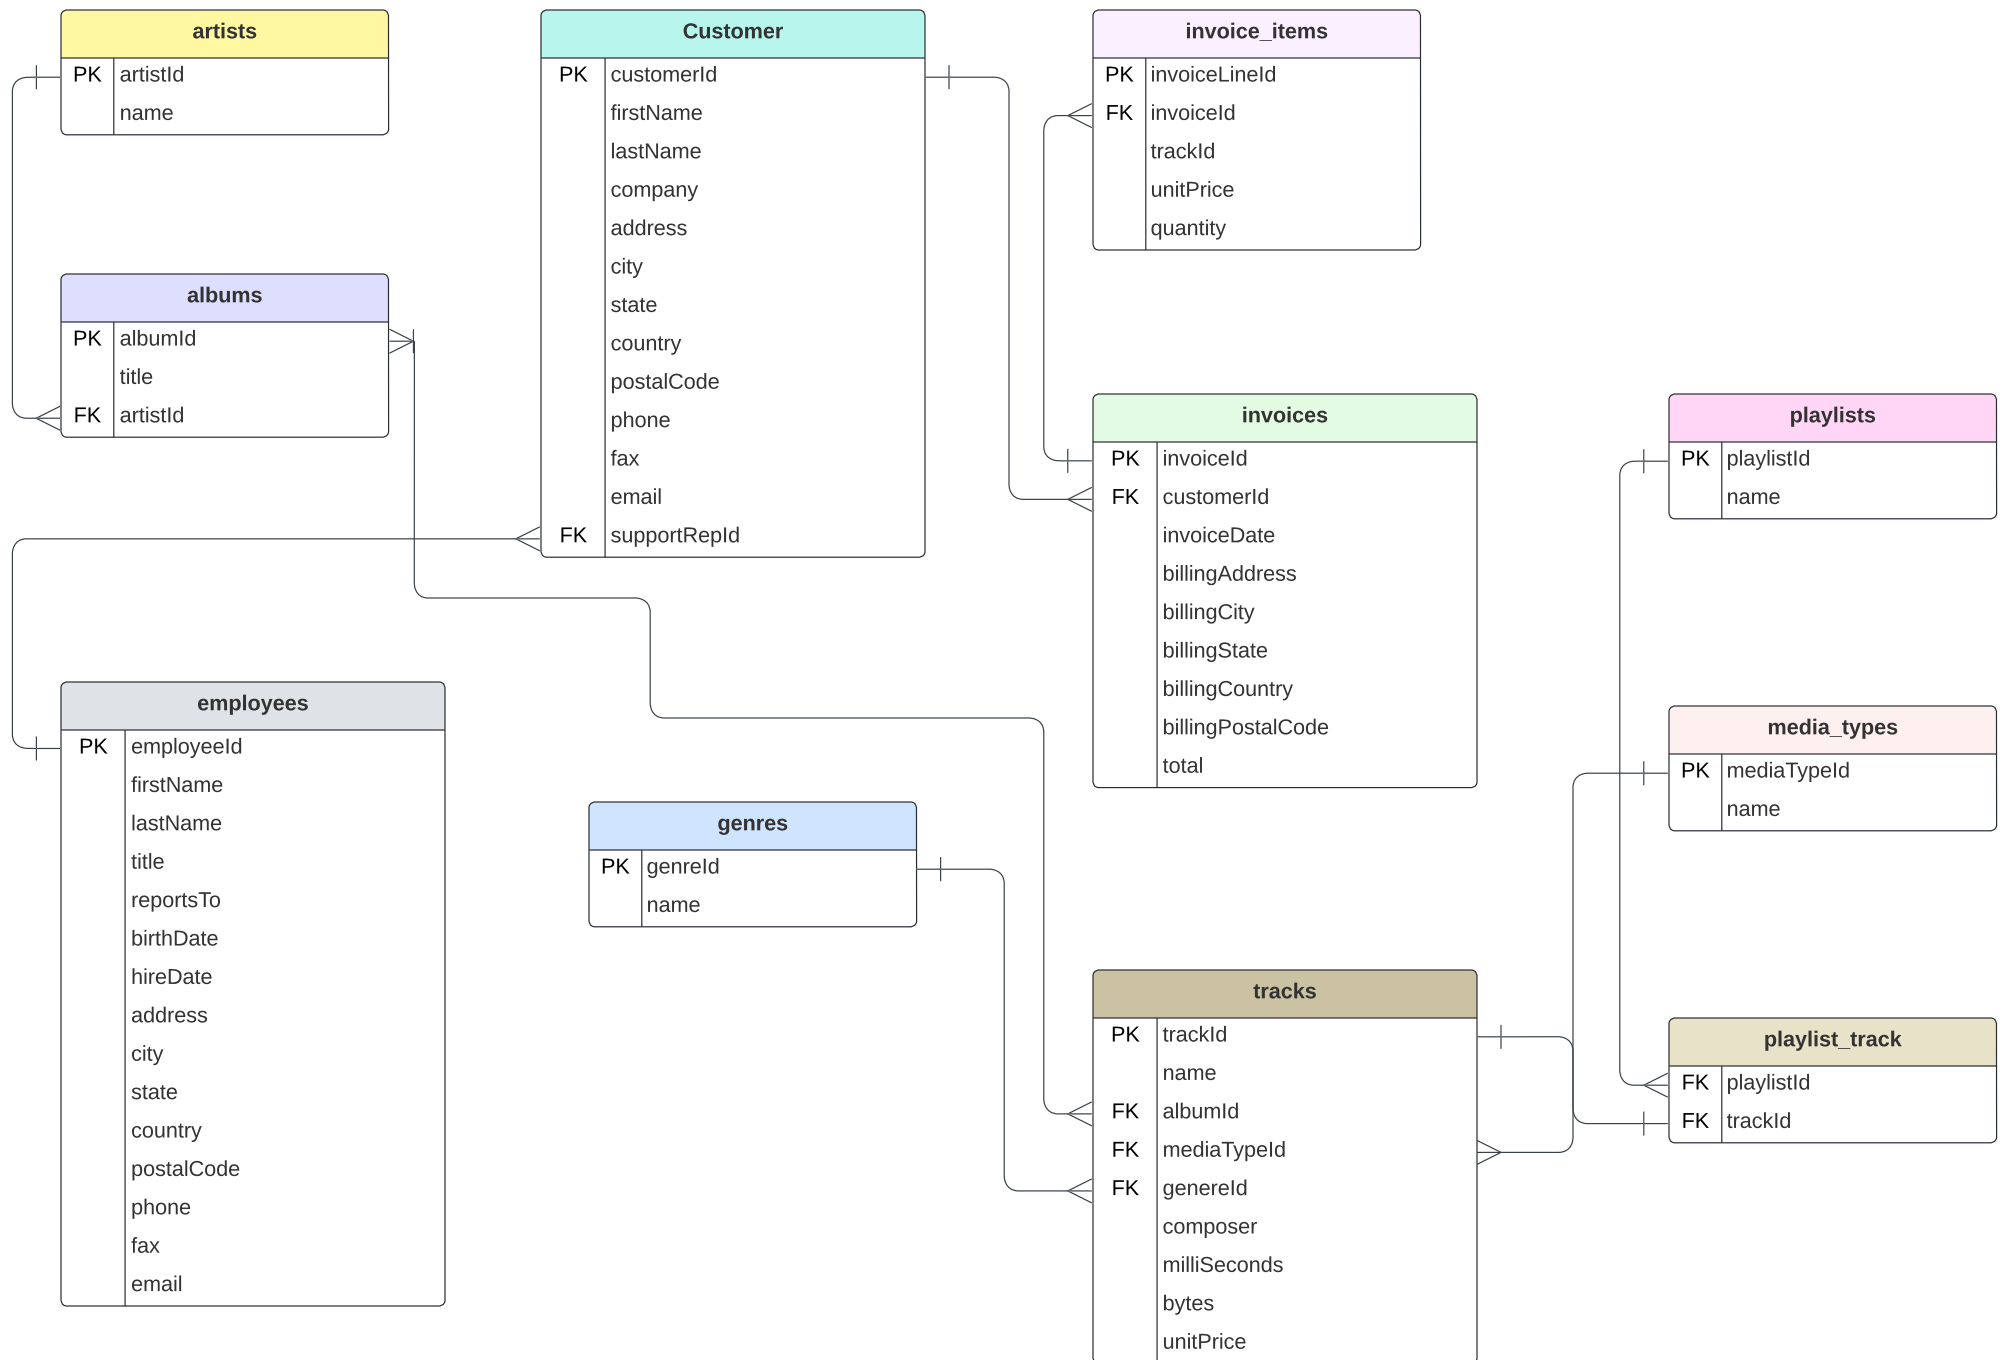 artists
PK artistId
name
albums
PK albumId
title
FK artistId
Customer
PK customerId
firstName
lastName
company
address
city
state
country
postalCode
phone
fax
email
FK supportRepId
invoice_items
PK invoiceLineId
FK invoiceId
trackId
unitPrice
quantity
invoices
PK invoiceId
FK customerId
invoiceDate
billingAddress
billingCity
billingState
billingCountry
billingPostalCode
total
playlists
PK playlistId
name
employees
PK employeeId
firstName
lastName
title
reportsTo
birthDate
hireDate
address
city
state
country
postalCode
phone
fax
email
genres
PK genreId
name
media_types
PK mediaTypeId
name
tracks
PK trackId
name
FK albumId
FK mediaTypeId
FK genereId
composer
milliSeconds
bytes
unitPrice
playlist_track
FK playlistId
FK trackId